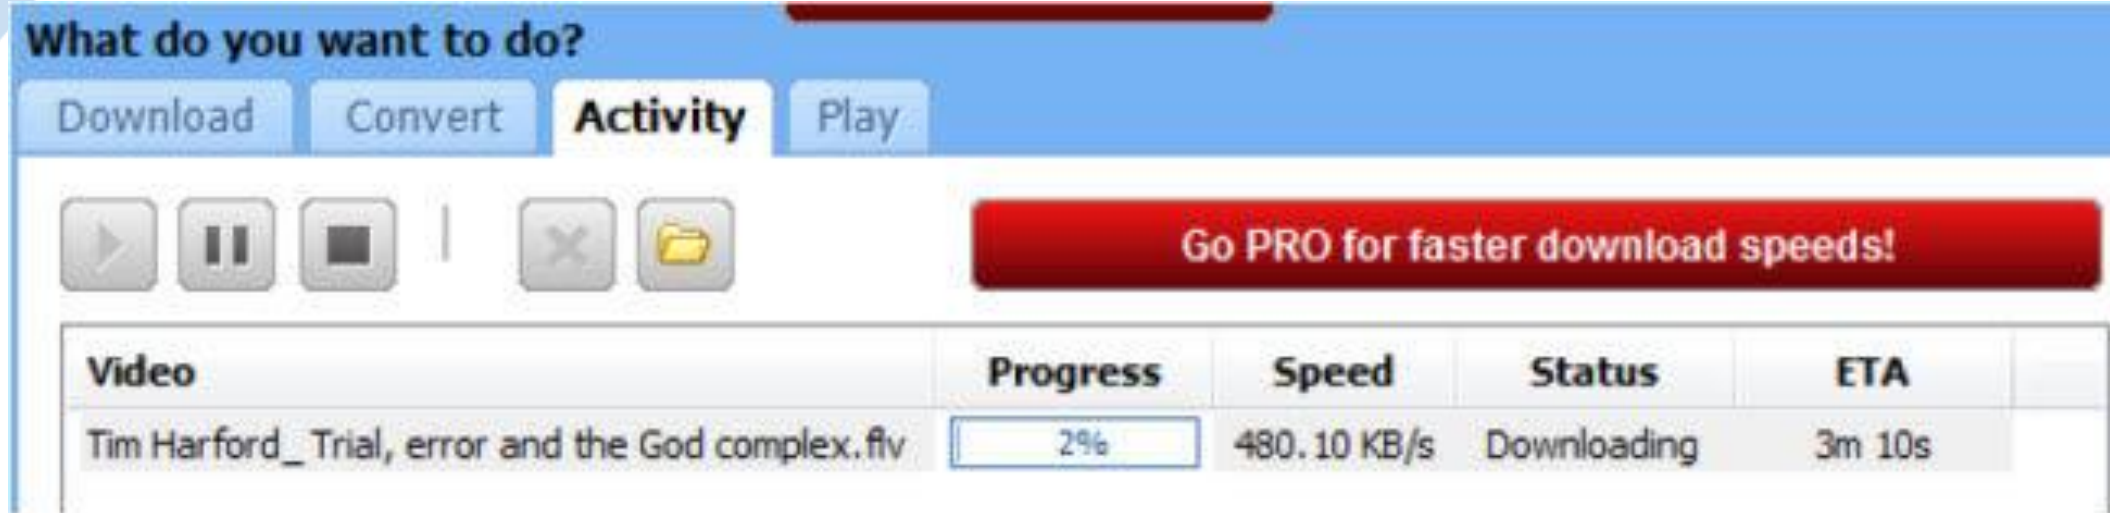 What do you want to do?
Download Convert Activity Play
Go PRO for faster download speeds!
Video Progress Speed Status ETA
Tim Harford_ Trial, error and the God complex.flv 2% 480.10 KB/s Downloading 3m 10s